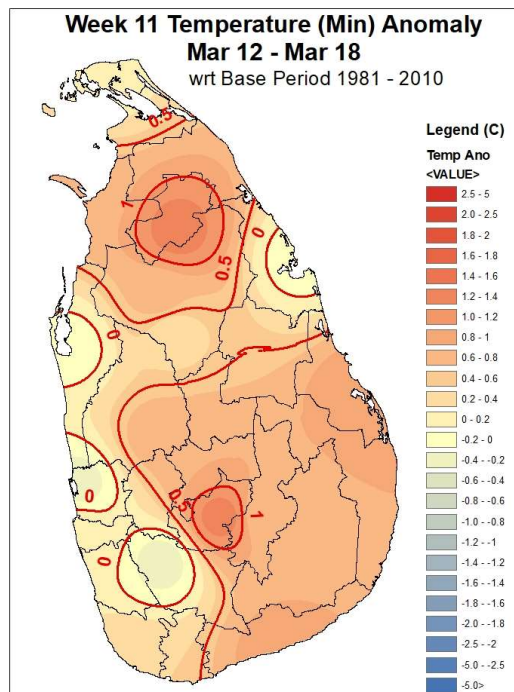 Week 11 Temperature (Min) Anomaly
Mar 12 - Mar 18
wrt Base Period 1981 - 2010
0.5
1
0
0.5
0
0
0.5
1
0
Legend (C)
Temp Ano
<VALUE>
2.5 - 5
2.0 - 2.5
1.8 - 2
1.6 - 1.8
1.4 - 1.6
1.2 - 1.4
1.0 - 1.2
0.8 - 1
0.6 - 0.8
0.4 - 0.6
0.2 - 0.4
0 - 0.2
-0.2 - 0
-0.4 - -0.2
-0.6 - -0.4
-0.8 - -0.6
-1.0 - -0.8
-1.2 - -1
-1.4 - -1.2
-1.6 - -1.4
-1.8 - -1.6
-2.0 - -1.8
-2.5 - -2
-5.0 - -2.5
-5.0>